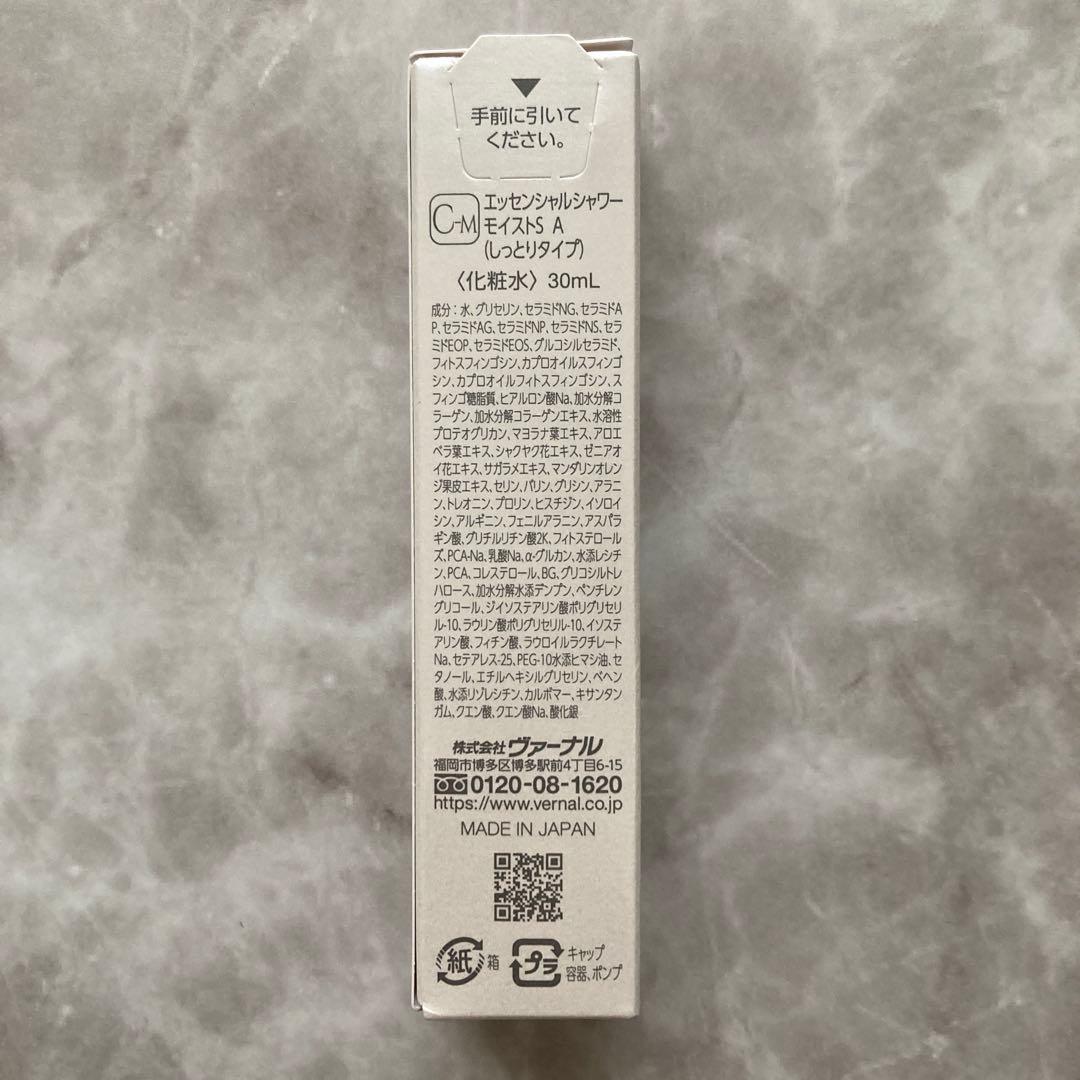 手前に引いて
ください。
C-M
エッセンシャルシャワー
モイストS A
(しっとりタイプ)
〈化粧水〉 30mL
成分：水、グリセリン、セラミドNG、セラミドA
P、セラミドAG、セラミドNP、セラミドNS、セラ
ミドEOP、セラミドEOS、グルコシルセラミド、
フィトスフィンゴシン、カプロオイルスフィンゴ
シン、カプロオイルフィトスフィンゴシン、ス
フィンゴ糖脂質、ヒアルロン酸Na、加水分解コ
ラーゲン、加水分解コラーゲンエキス、水溶性
プロテオグリカン、マヨラナ葉エキス、アロエ
ベラ葉エキス、シャクヤク花エキス、ゼニアオ
イ花エキス、サガラメエキス、マンダリンオレン
ジ果皮エキス、セリン、バリン、グリシン、アラニ
ン、トレオニン、プロリン、ヒスチジン、イソロイ
シン、アルギニン、フェニルアラニン、アスパラ
ギン酸、グリチルリチン酸2K、フィトステロール
ズ、PCA-Na、乳酸Na、α-グルカン、水添レシチ
ン、PCA、コレステロール、BG、グリコシルトレ
ハロース、加水分解水添デンプン、ペンチレン
グリコール、ジイソステアリン酸ポリグリセリ
ル-10、ラウリン酸ポリグリセリル-10、イソステ
アリン酸、フィチン酸、ラウロイルラクチレート
Na、セテアレス-25、PEG-10水添ヒマシ油、セ
タノール、エチルヘキシルグリセリン、ベヘン
酸、水添リゾレシチン、カルボマー、キサンタン
ガム、クエン酸、クエン酸Na、酸化銀
株式会社ヴァーナル
福岡市博多区博多駅前4丁目6-15
0120-08-1620
https://www.vernal.co.jp
MADE IN JAPAN
紙 箱
プラ キャップ
容器、ポンプ